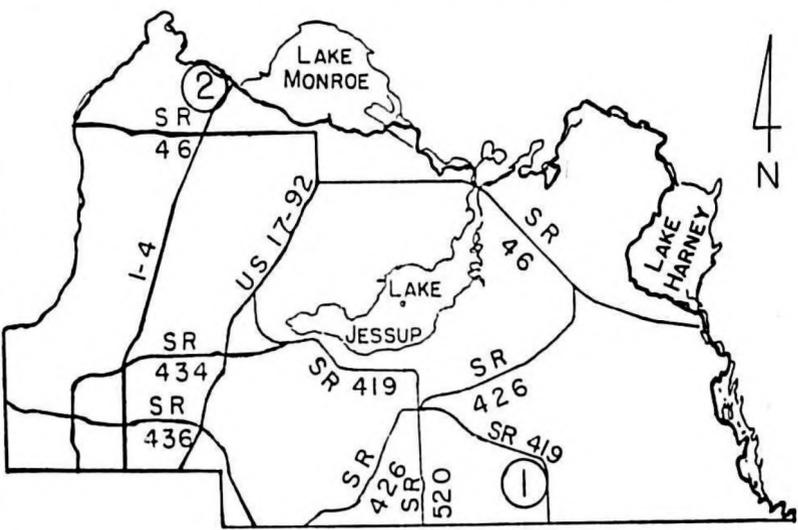 LAKE
MONROE
2
SR
46
N
I-4
US 17-92
SR
46
LAKE
HARNEY
LAKE
JESSUP
SR
434
SR
419
SR
426
SR
436
SR
426
SR
520
SR 419
1